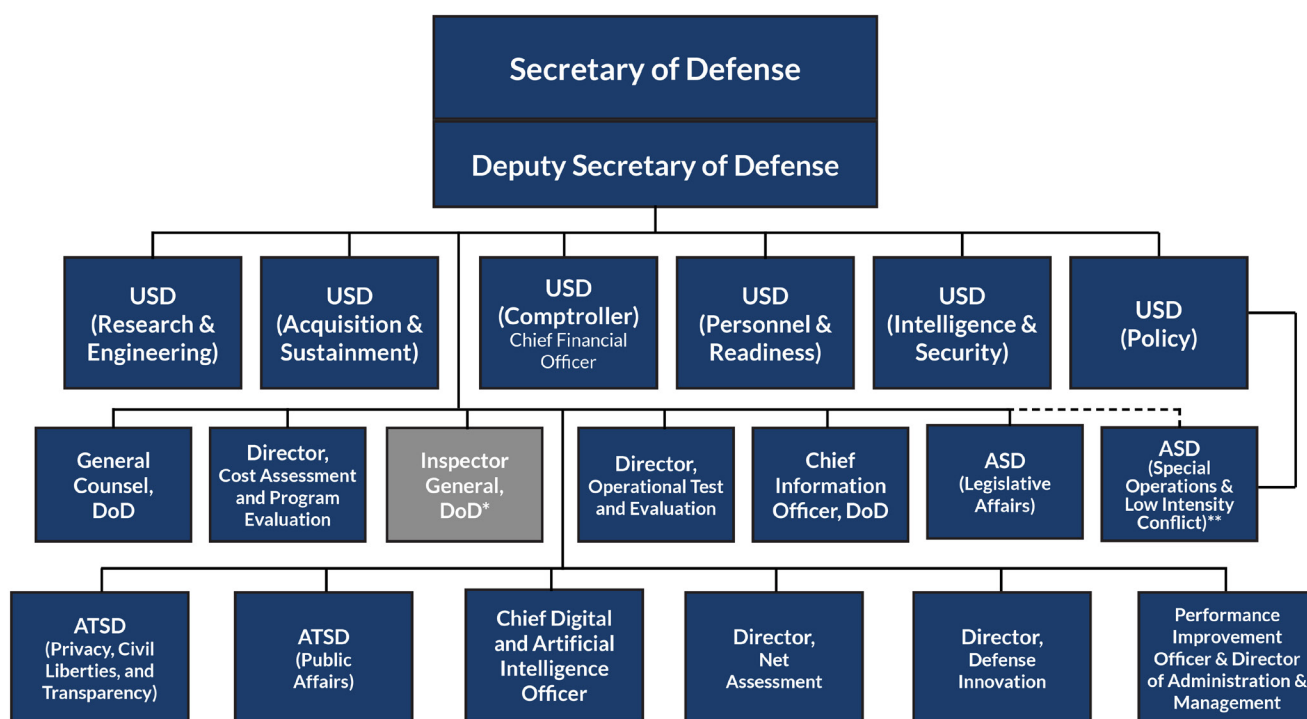 Secretary of Defense
Deputy Secretary of Defense
USD
(Research &
Engineering)
USD
(Acquisition &
Sustainment)
USD
(Comptroller)
Chief Financial
Officer
USD
(Personnel &
Readiness)
USD
(Intelligence &
Security)
USD
(Policy)
General
Counsel,
DoD
Director,
Cost Assessment
and Program
Evaluation
Inspector
General,
DoD*
Director,
Operational Test
and Evaluation
Chief
Information
Officer, DoD
ASD
(Legislative
Affairs)
ASD
(Special
Operations &
Low Intensity
Conflict)**
ATSD
(Privacy, Civil
Liberties, and
Transparency)
ATSD
(Public
Affairs)
Chief Digital
and Artificial
Intelligence
Officer
Director,
Net
Assessment
Director,
Defense
Innovation
Performance
Improvement
Officer & Director
of Administration &
Management